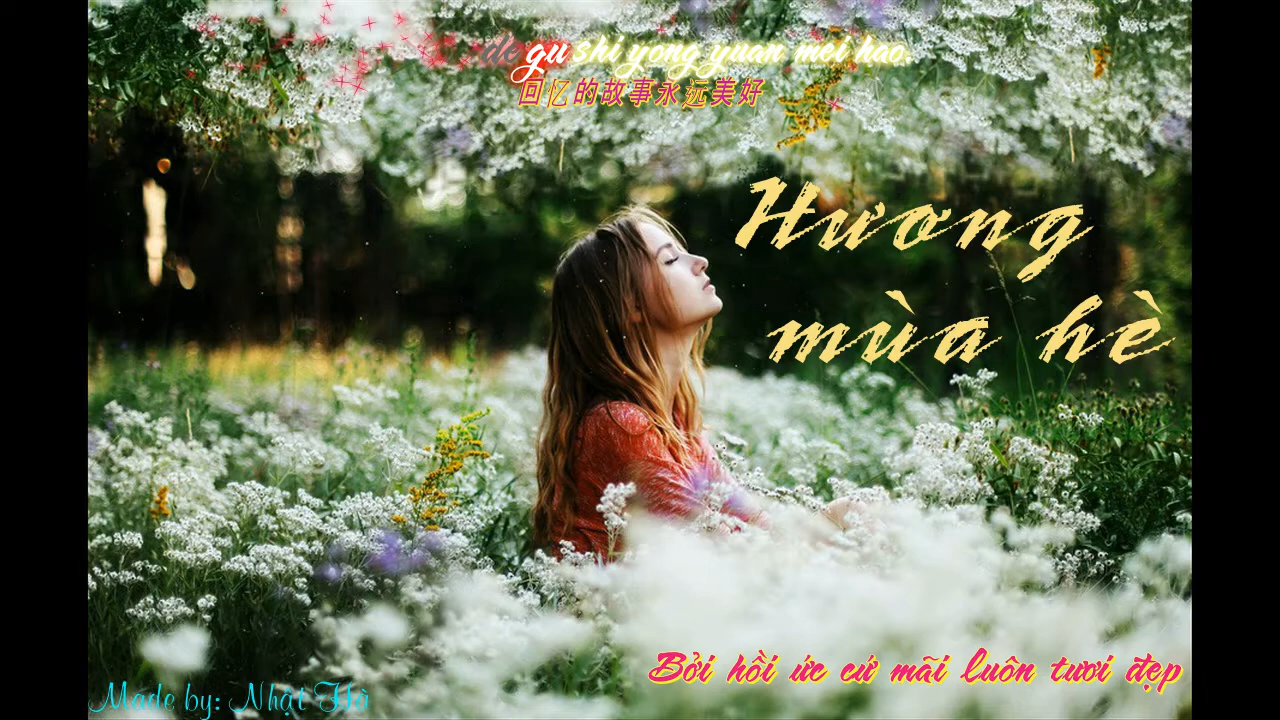 de gu shi yong yuan mei hao
回忆的故事永远美好
Hương
mùa hè
Bởi hồi ức cứ mãi luôn tươi đẹp
Made by: Nhật Hà